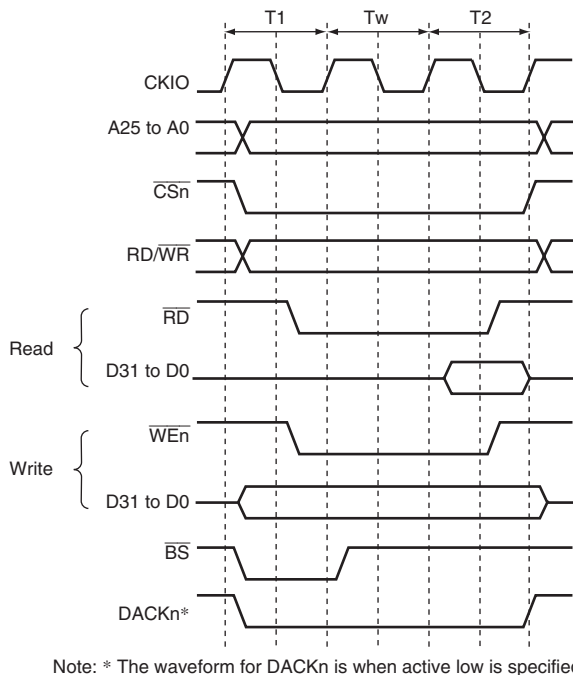 T1 Tw T2
CKIO
A25 to A0
CSn
RD/WR
RD
Read
D31 to D0
WEn
Write
D31 to D0
BS
DACKn*
Note: * The waveform for DACKn is when active low is specified